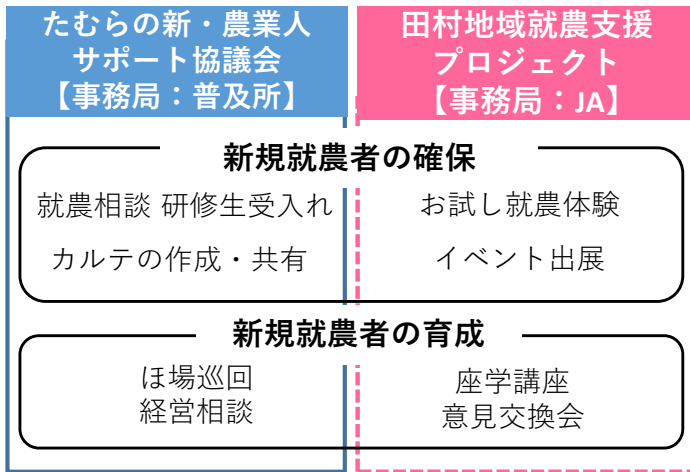 たむらの新・農業人
サポート協議会
【事務局：普及所】
田村地域就農支援
プロジェクト
【事務局：JA】
新規就農者の確保
就農相談 研修生受入れ
カルテの作成・共有
お試し就農体験
イベント出展
新規就農者の育成
ほ場巡回
経営相談
座学講座
意見交換会